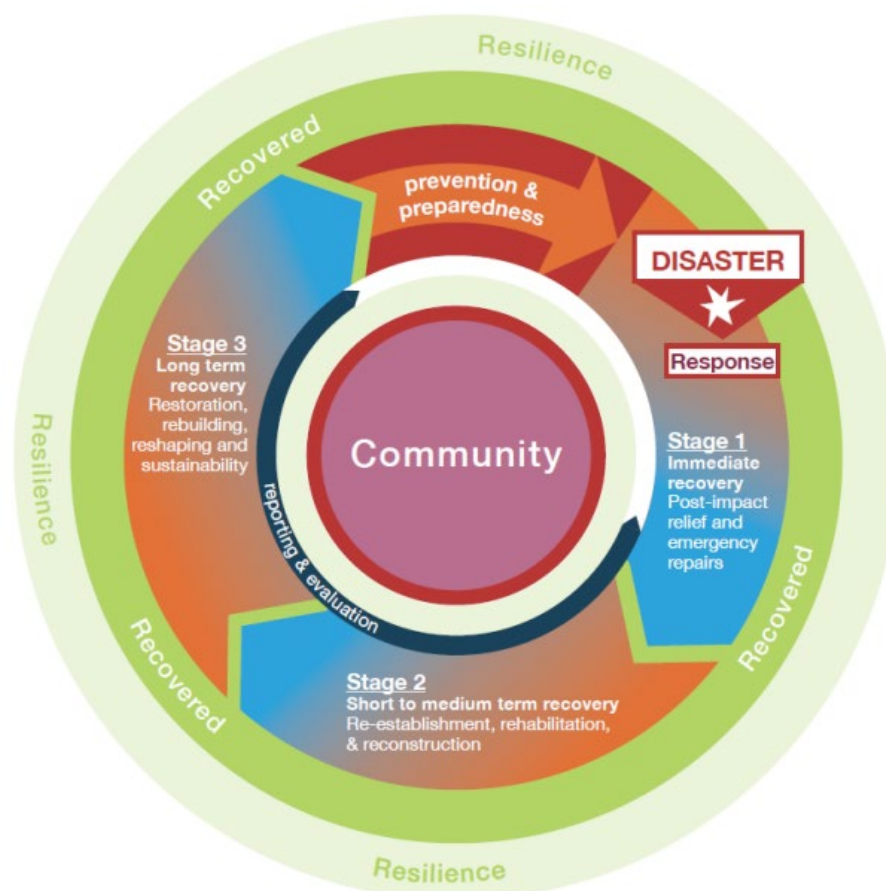 Resilience
Recovered
prevention &
preparedness
DISASTER
Response
Stage 1
Immediate
recovery
Post-impact
relief and
emergency
repairs
Recovered
Stage 2
Short to medium term recovery
Re-establishment, rehabilitation,
& reconstruction
Recovered
Stage 3
Long term
recovery
Restoration,
rebuilding,
reshaping and
sustainability
reporting & evaluation
Community
Resilience
Resilience